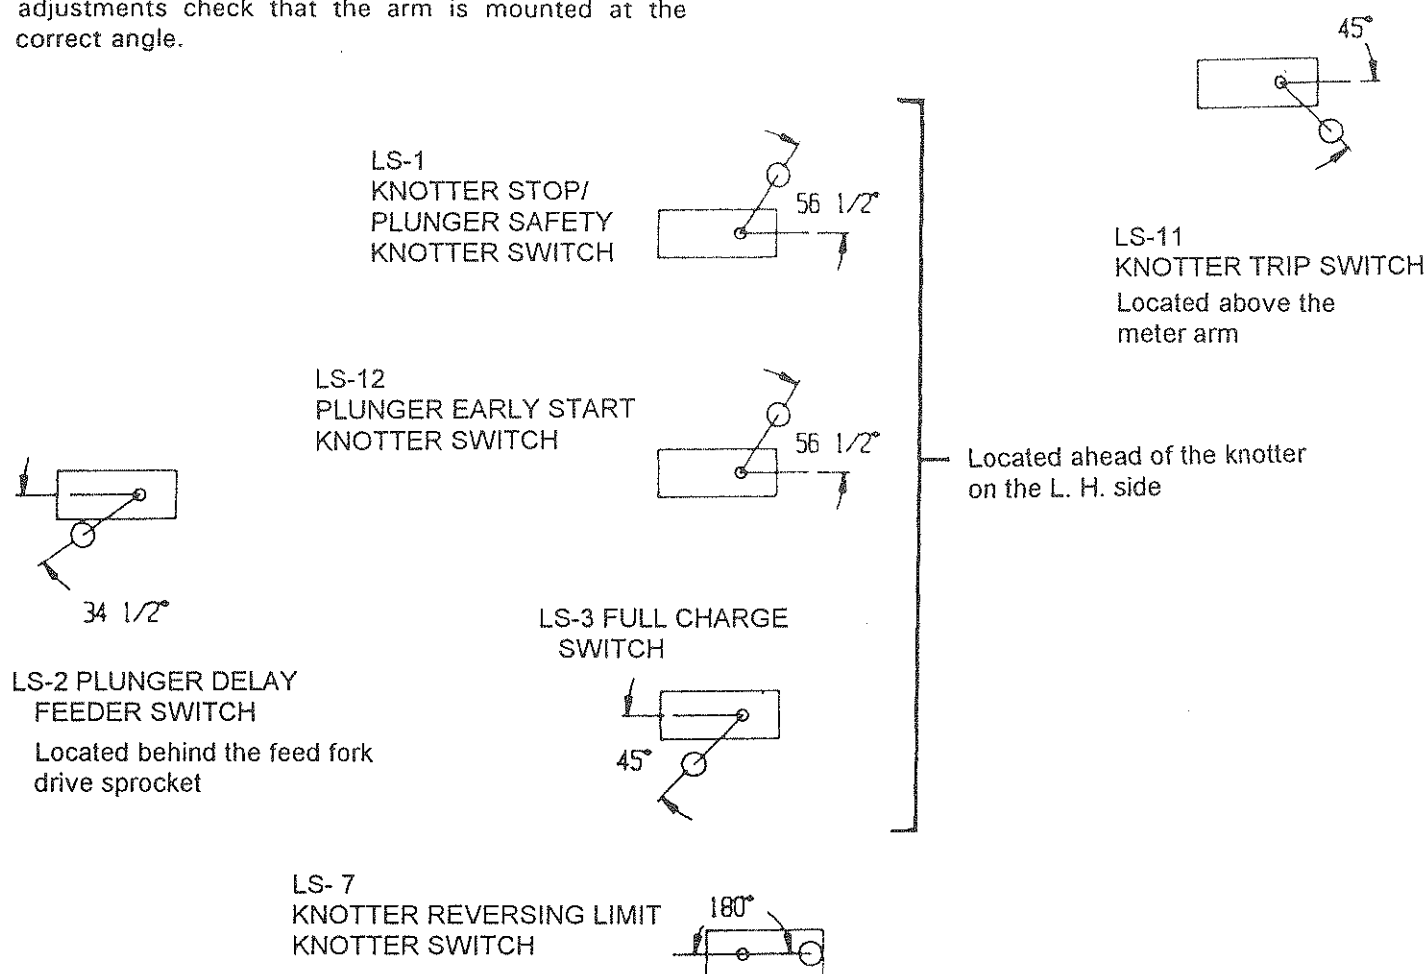 adjustments check that the arm is mounted at the
correct angle.
45°
LS-1
KNOTTER STOP/
PLUNGER SAFETY
KNOTTER SWITCH
56 1/2°
LS-11
KNOTTER TRIP SWITCH
Located above the
meter arm
LS-12
PLUNGER EARLY START
KNOTTER SWITCH
56 1/2°
Located ahead of the knotter
on the L. H. side
34 1/2°
LS-2 PLUNGER DELAY
FEEDER SWITCH
Located behind the feed fork
drive sprocket
LS-3 FULL CHARGE
SWITCH
45°
LS- 7
KNOTTER REVERSING LIMIT
KNOTTER SWITCH
180°